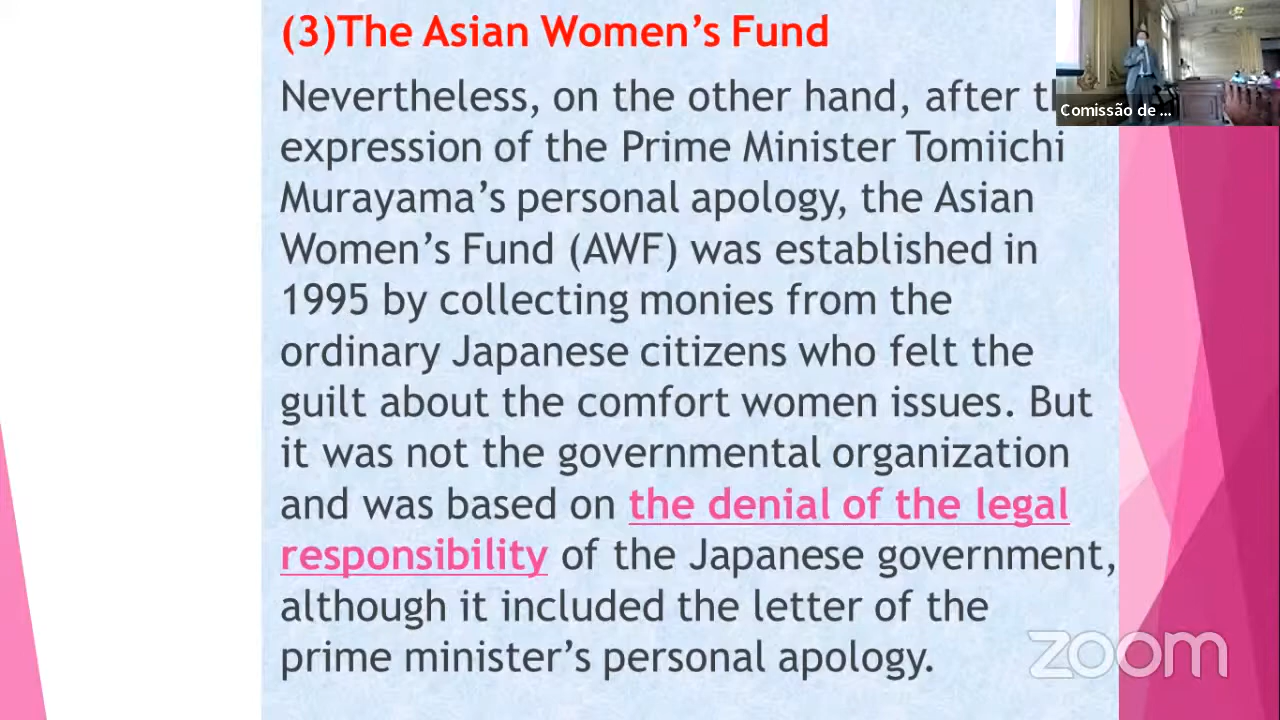 (3)The Asian Women’s Fund
Nevertheless, on the other hand, after
expression of the Prime Minister Tomiichi
Murayama’s personal apology, the Asian
Women’s Fund (AWF) was established in
1995 by collecting monies from the
ordinary Japanese citizens who felt the
guilt about the comfort women issues. But
it was not the governmental organization
and was based on the denial of the legal
responsibility of the Japanese government,
although it included the letter of the
prime minister’s personal apology.
Comissão de ...
zoom